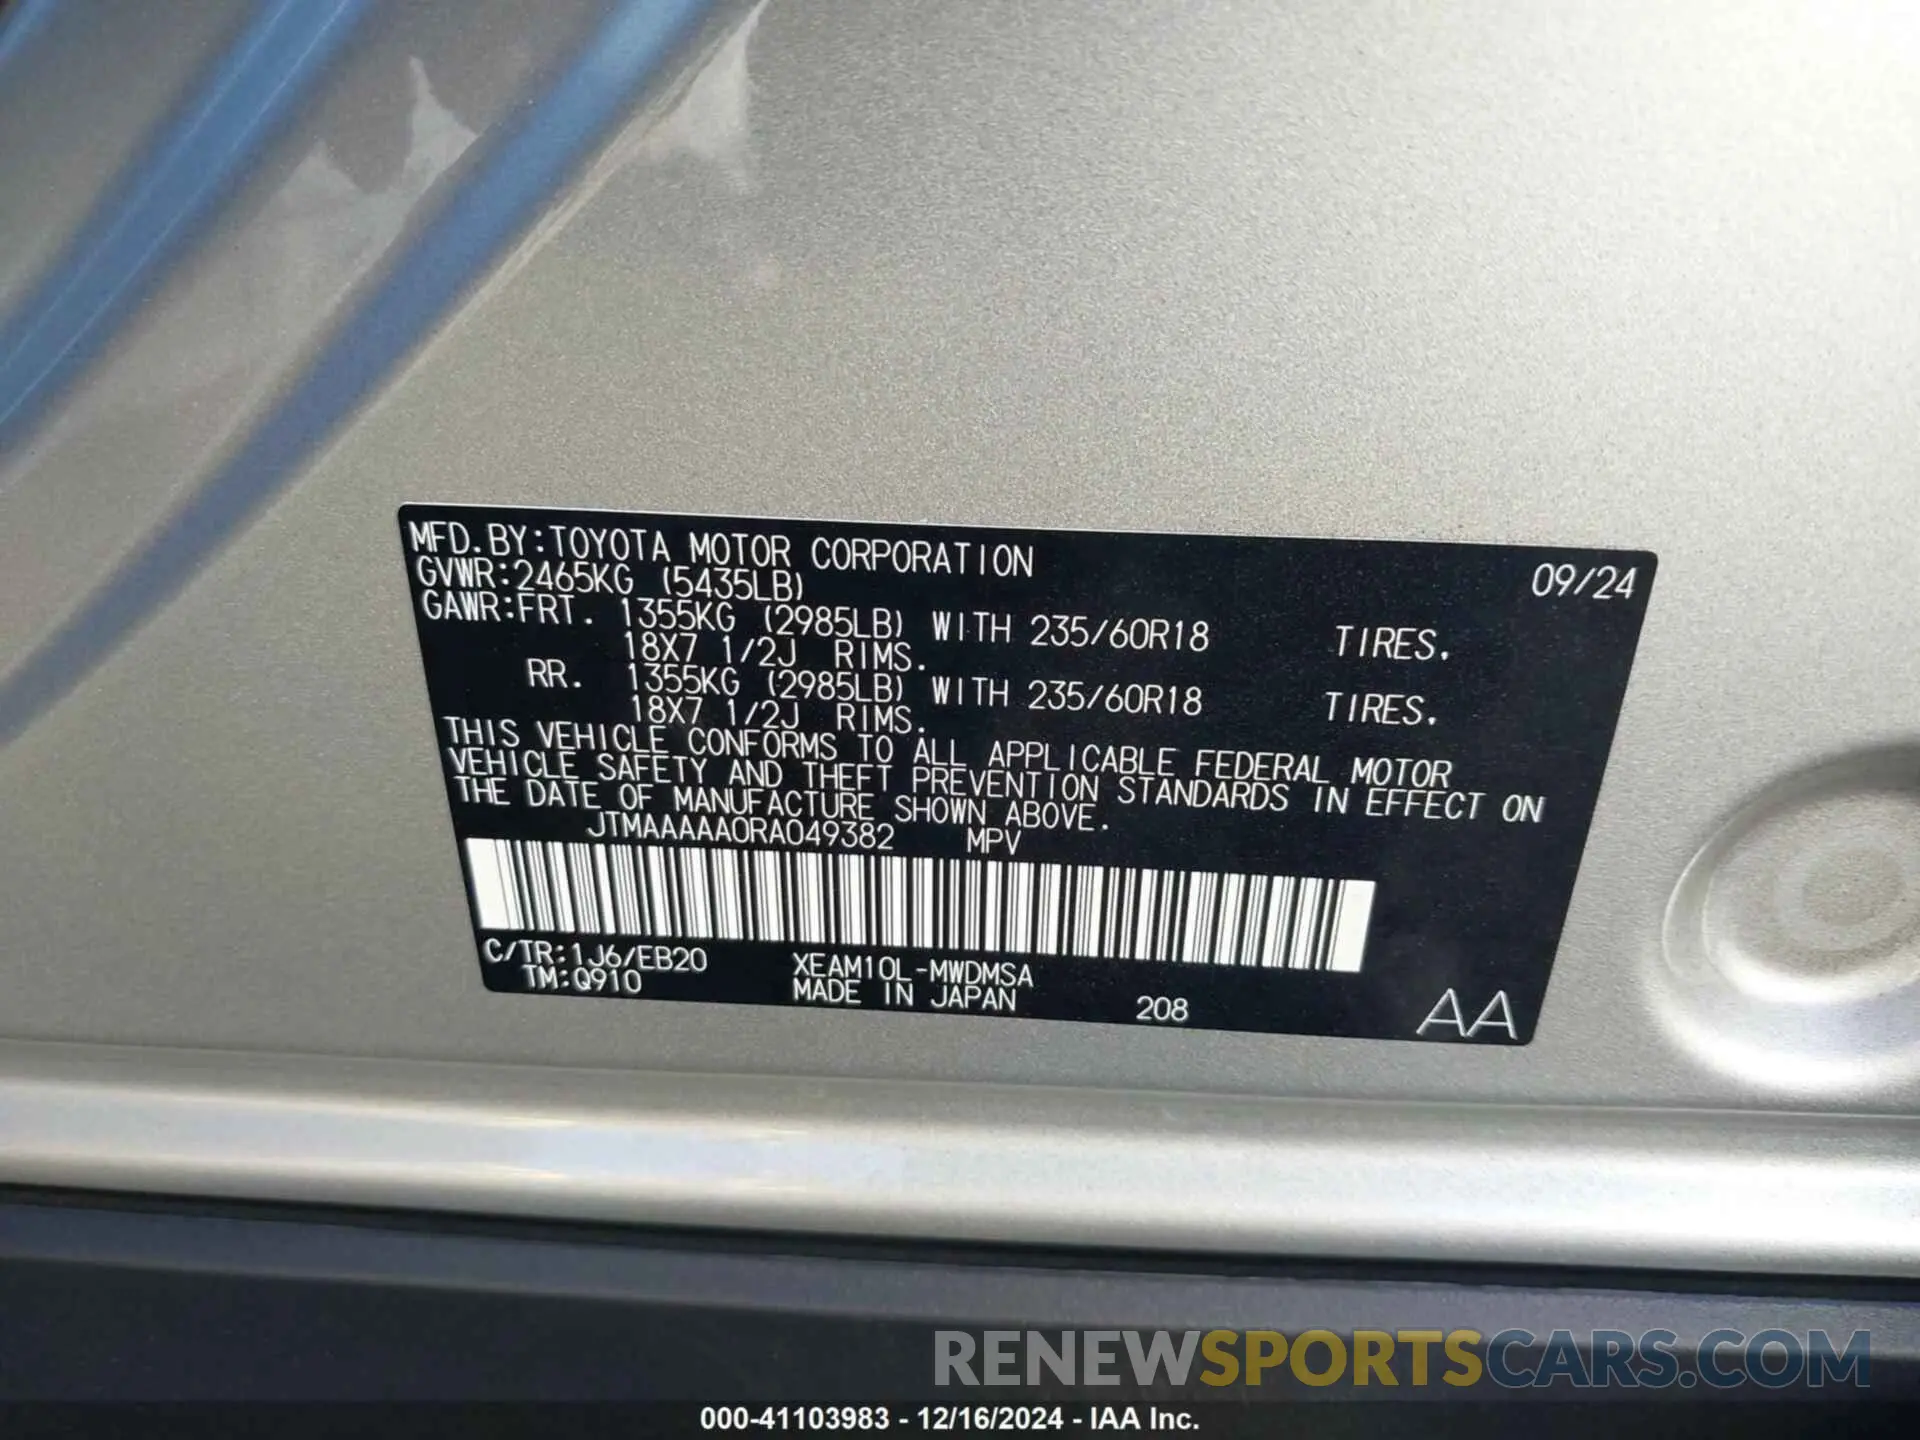 MFD.BY:TOYOTA MOTOR CORPORATION 09/24
GVWR:2465KG (5435LB)
GAWR:FRT. 1355KG (2985LB) WITH 235/60R18 TIRES.
18X7 1/2J RIMS.
RR. 1355KG (2985LB) WITH 235/60R18 TIRES.
18X7 1/2J RIMS.
THIS VEHICLE CONFORMS TO ALL APPLICABLE FEDERAL MOTOR
VEHICLE SAFETY AND THEFT PREVENTION STANDARDS IN EFFECT ON
THE DATE OF MANUFACTURE SHOWN ABOVE.
JTMAAAAA0RA049382 MPV
C/TR:1J6/EB20 XEAM10L-MWDMSA
TM:Q910 MADE IN JAPAN 208 AA
RENEWSPORTSCARS.COM
000-41103983 - 12/16/2024 - IAA Inc.